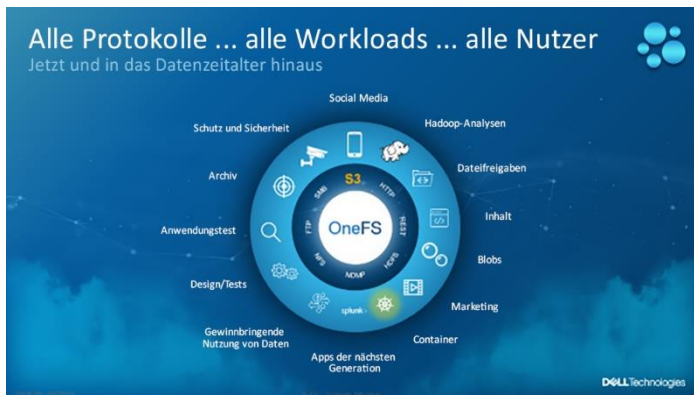 Alle Protokolle ... alle Workloads ... alle Nutzer
Jetzt und in das Datenzeitalter hinaus
Social Media
Schutz und Sicherheit
Hadoop-Analysen
Archiv
Dateifreigaben
Anwendungstest
Inhalt
Design/Tests
Blobs
Gewinnbringende
Nutzung von Daten
Marketing
Apps der nächsten
Generation
Container
S3
HTTP
REST
HDFS
NDMP
NFS
FTP
SMB
OneFS
splunk>
DELLTechnologies